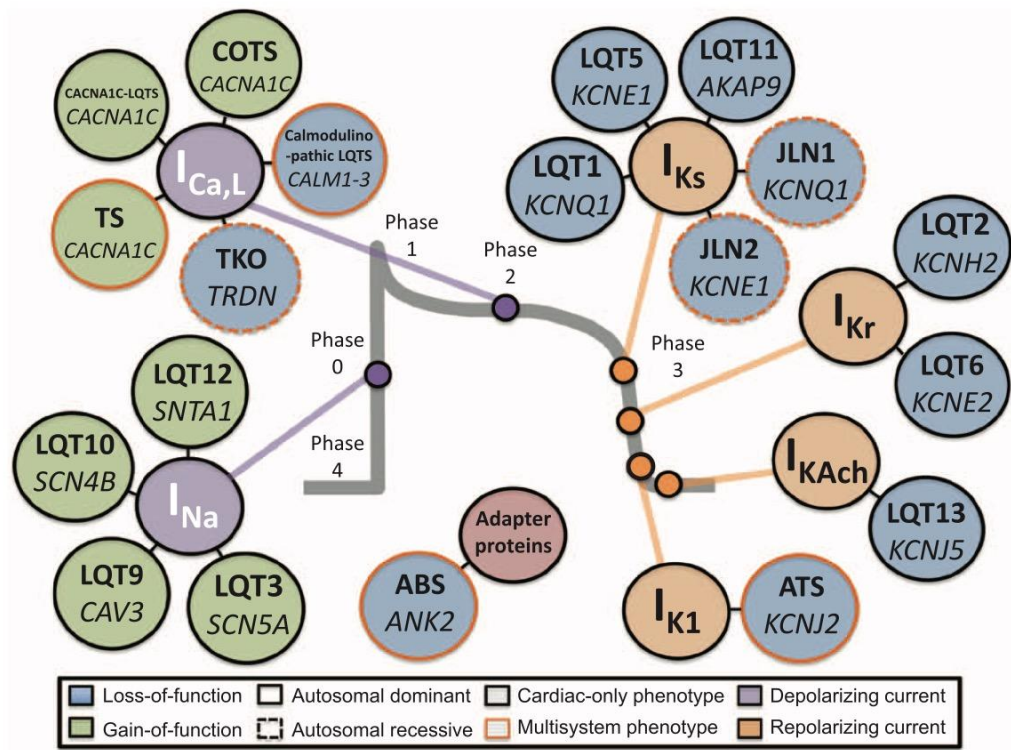 COTS
CACNA1C
CACNA1C-LQTS
CACNA1C
I Ca,L
Calmodulino
-pathic LQTS
CALM1-3
TS
CACNA1C
TKO
TRDN
LQT5
KCNE1
LQT11
AKAP9
LQT1
KCNQ1
I Ks
JLN1
KCNQ1
JLN2
KCNE1
LQT2
KCNH2
I Kr
LQT6
KCNE2
Phase
1
Phase
2
Phase
0
Phase
3
Phase
4
LQT12
SNTA1
LQT10
SCN4B
I Na
LQT9
CAV3
LQT3
SCN5A
Adapter
proteins
ABS
ANK2
I KAch
LQT13
KCNJ5
I K1
ATS
KCNJ2
Loss-of-function
Autosomal dominant
Cardiac-only phenotype
Depolarizing current
Gain-of-function
Autosomal recessive
Multisystem phenotype
Repolarizing current